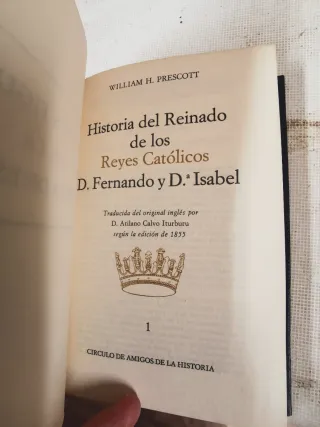 WILLIAM H. PRESCOTT
Historia del Reinado
de los
Reyes Católicos
D. Fernando y D.ª Isabel
Traducida del original inglés por
D. Atilano Calvo Iturburu
según la edición de 1855
1
CIRCULO DE AMIGOS DE LA HISTORIA